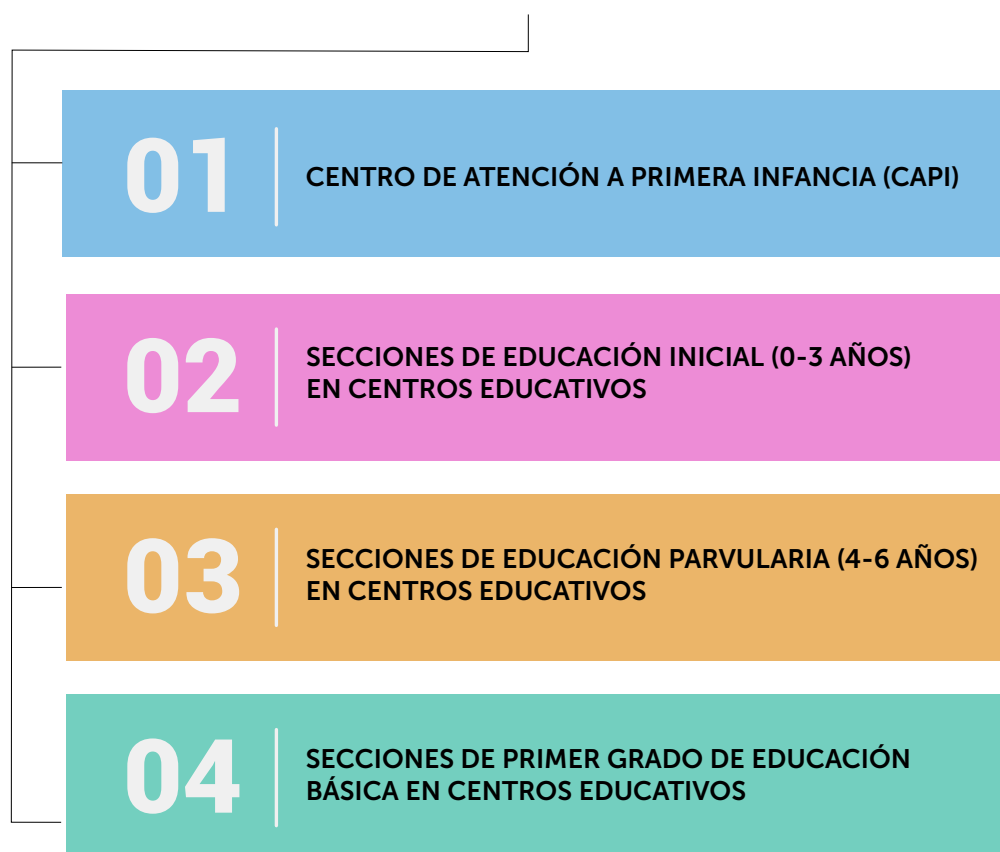 01
CENTRO DE ATENCIÓN A PRIMERA INFANCIA (CAPI)
02
SECCIONES DE EDUCACIÓN INICIAL (0-3 AÑOS)
EN CENTROS EDUCATIVOS
03
SECCIONES DE EDUCACIÓN PARVULARIA (4-6 AÑOS)
EN CENTROS EDUCATIVOS
04
SECCIONES DE PRIMER GRADO DE EDUCACIÓN
BÁSICA EN CENTROS EDUCATIVOS